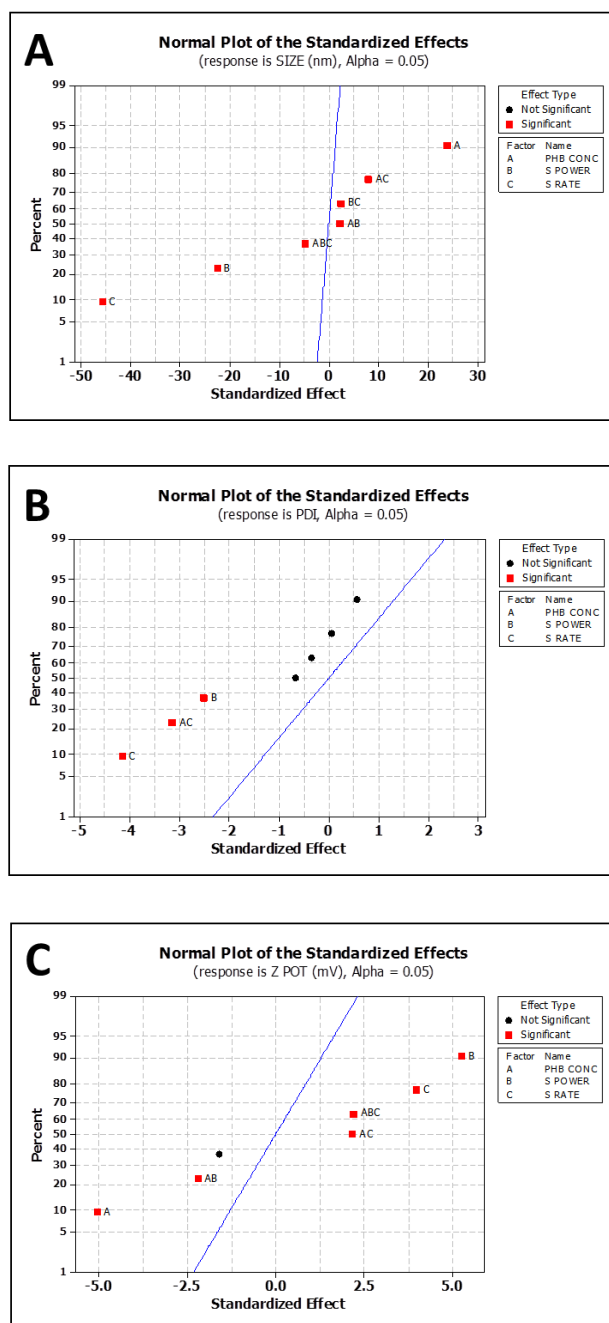 A
Normal Plot of the Standardized Effects
(response is SIZE (nm), Alpha = 0.05)
99
95
90
80
70
60
50
40
30
20
10
5
1
Percent
A
AC
BC
AB
ABC
B
C
-50 -40 -30 -20 -10 0 10 20 30
Standardized Effect
Effect Type
Not Significant
Significant
Factor Name
A PHB CONC
B S POWER
C S RATE
B
Normal Plot of the Standardized Effects
(response is PDI, Alpha = 0.05)
99
95
90
80
70
60
50
40
30
20
10
5
1
Percent
B
AC
C
-5 -4 -3 -2 -1 0 1 2 3
Standardized Effect
Effect Type
Not Significant
Significant
Factor Name
A PHB CONC
B S POWER
C S RATE
C
Normal Plot of the Standardized Effects
(response is Z POT (mV), Alpha = 0.05)
99
95
90
80
70
60
50
40
30
20
10
5
1
Percent
B
C
ABC
AC
AB
A
-5.0 -2.5 0.0 2.5 5.0
Standardized Effect
Effect Type
Not Significant
Significant
Factor Name
A PHB CONC
B S POWER
C S RATE